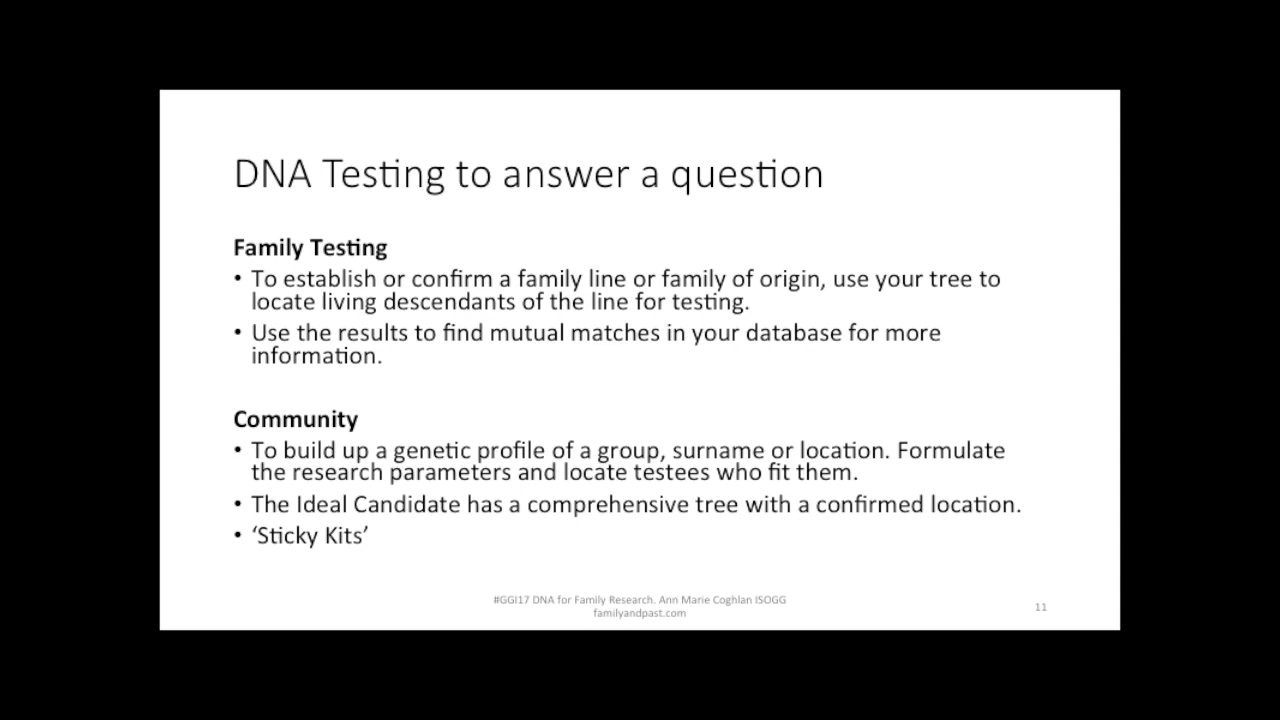 DNA Testing to answer a question
Family Testing
• To establish or confirm a family line or family of origin, use your tree to
locate living descendants of the line for testing.
• Use the results to find mutual matches in your database for more
information.
Community
• To build up a genetic profile of a group, surname or location. Formulate
the research parameters and locate testees who fit them.
• The Ideal Candidate has a comprehensive tree with a confirmed location.
• ‘Sticky Kits’
#GGI17 DNA for Family Research. Ann Marie Coghlan ISOGG
familyandpast.com
11